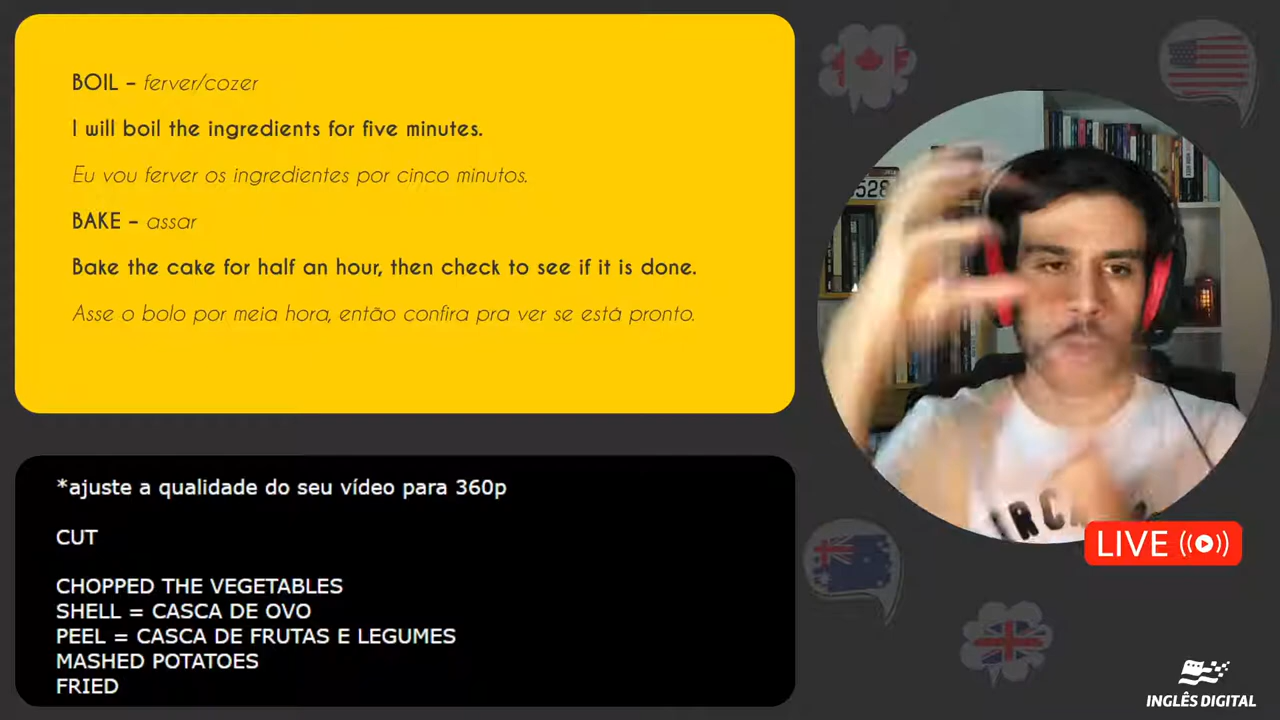 BOIL – ferver/cozer
I will boil the ingredients for five minutes.
Eu vou ferver os ingredientes por cinco minutos.
BAKE – assar
Bake the cake for half an hour, then check to see if it is done.
Asse o bolo por meia hora, então confira pra ver se está pronto.
*ajuste a qualidade do seu vídeo para 360p
CUT
CHOPPED THE VEGETABLES
SHELL = CASCA DE OVO
PEEL = CASCA DE FRUTAS E LEGUMES
MASHED POTATOES
FRIED
528
LIVE
INGLÊS DIGITAL